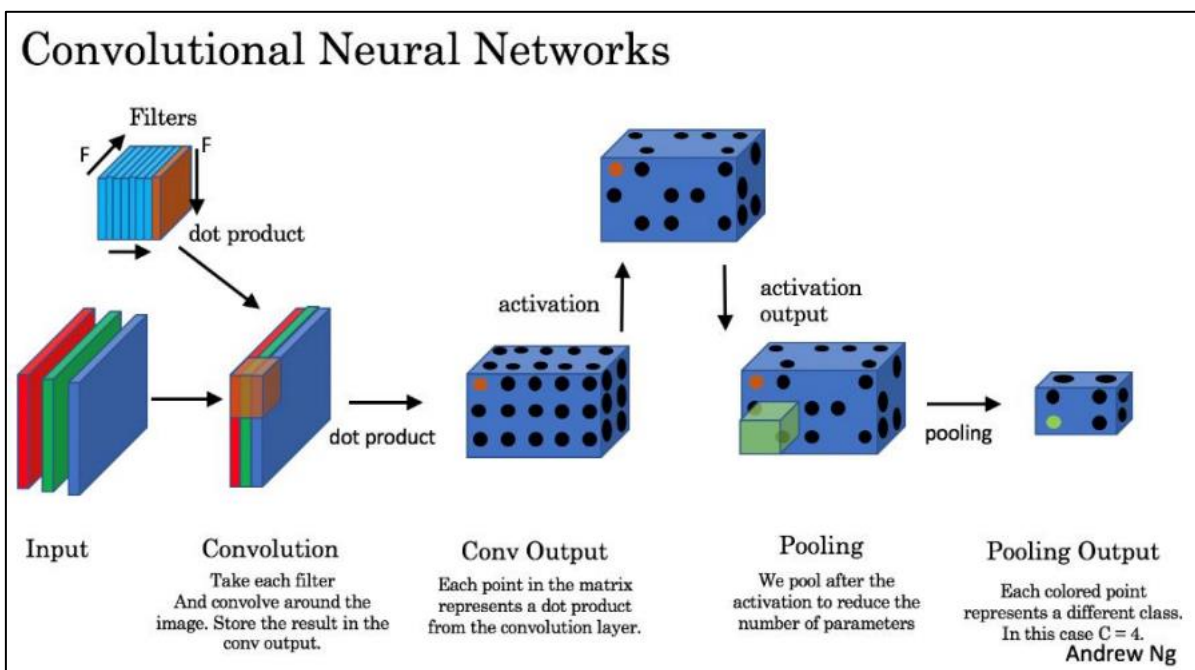 Convolutional Neural Networks
Filters
F
F
dot product
activation
activation
output
dot product
pooling
Input
Convolution
Take each filter
And convolve around the
image. Store the result in the
conv output.
Conv Output
Each point in the matrix
represents a dot product
from the convolution layer.
Pooling
We pool after the
activation to reduce the
number of parameters
Pooling Output
Each colored point
represents a different class.
In this case C = 4.
Andrew Ng